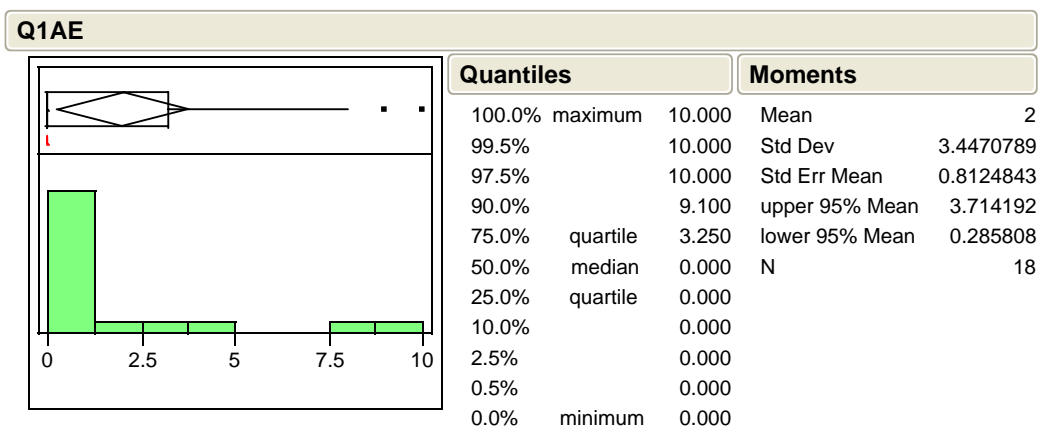 Q1AE
0 2.5 5 7.5 10
Quantiles
100.0% maximum 10.000
99.5% 10.000
97.5% 10.000
90.0% 9.100
75.0% quartile 3.250
50.0% median 0.000
25.0% quartile 0.000
10.0% 0.000
2.5% 0.000
0.5% 0.000
0.0% minimum 0.000
Moments
Mean 2
Std Dev 3.4470789
Std Err Mean 0.8124843
upper 95% Mean 3.714192
lower 95% Mean 0.285808
N 18